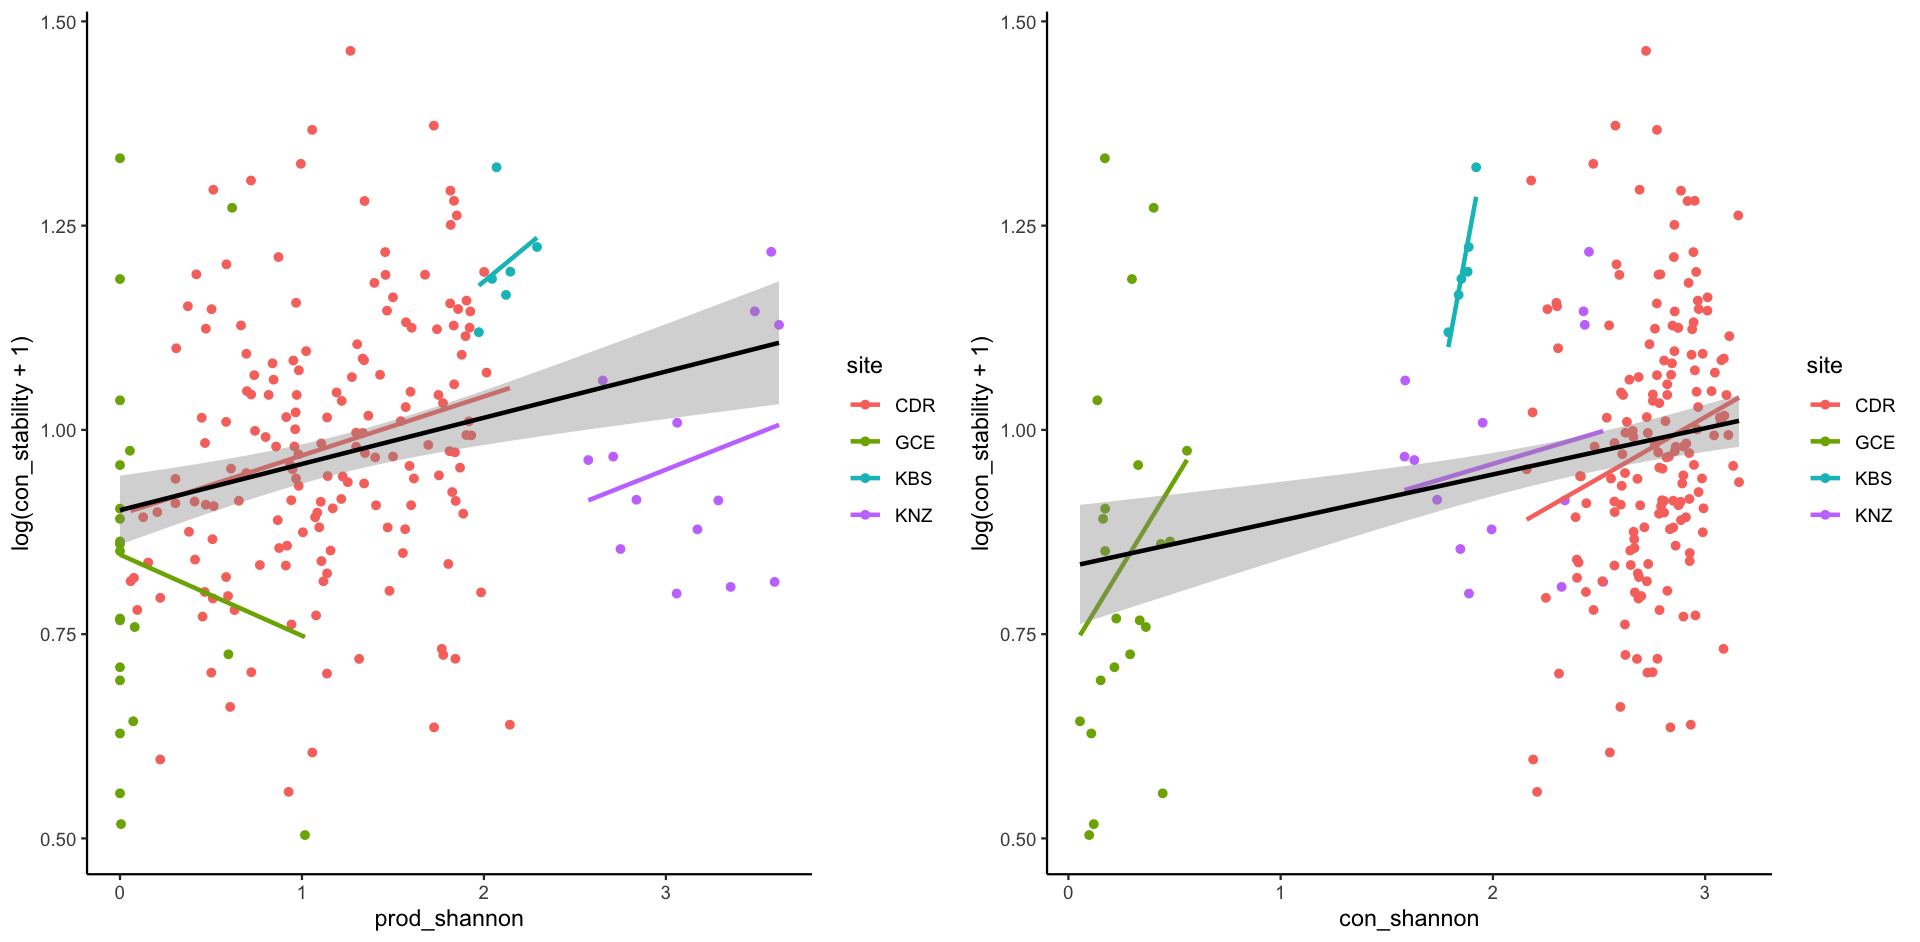 1.50
1.25
1.00
0.75
0.50
log(con_stability + 1)
0
1
2
3
prod_shannon
site
CDR
GCE
KBS
KNZ
1.50
1.25
1.00
0.75
0.50
log(con_stability + 1)
0
1
2
3
con_shannon
site
CDR
GCE
KBS
KNZ